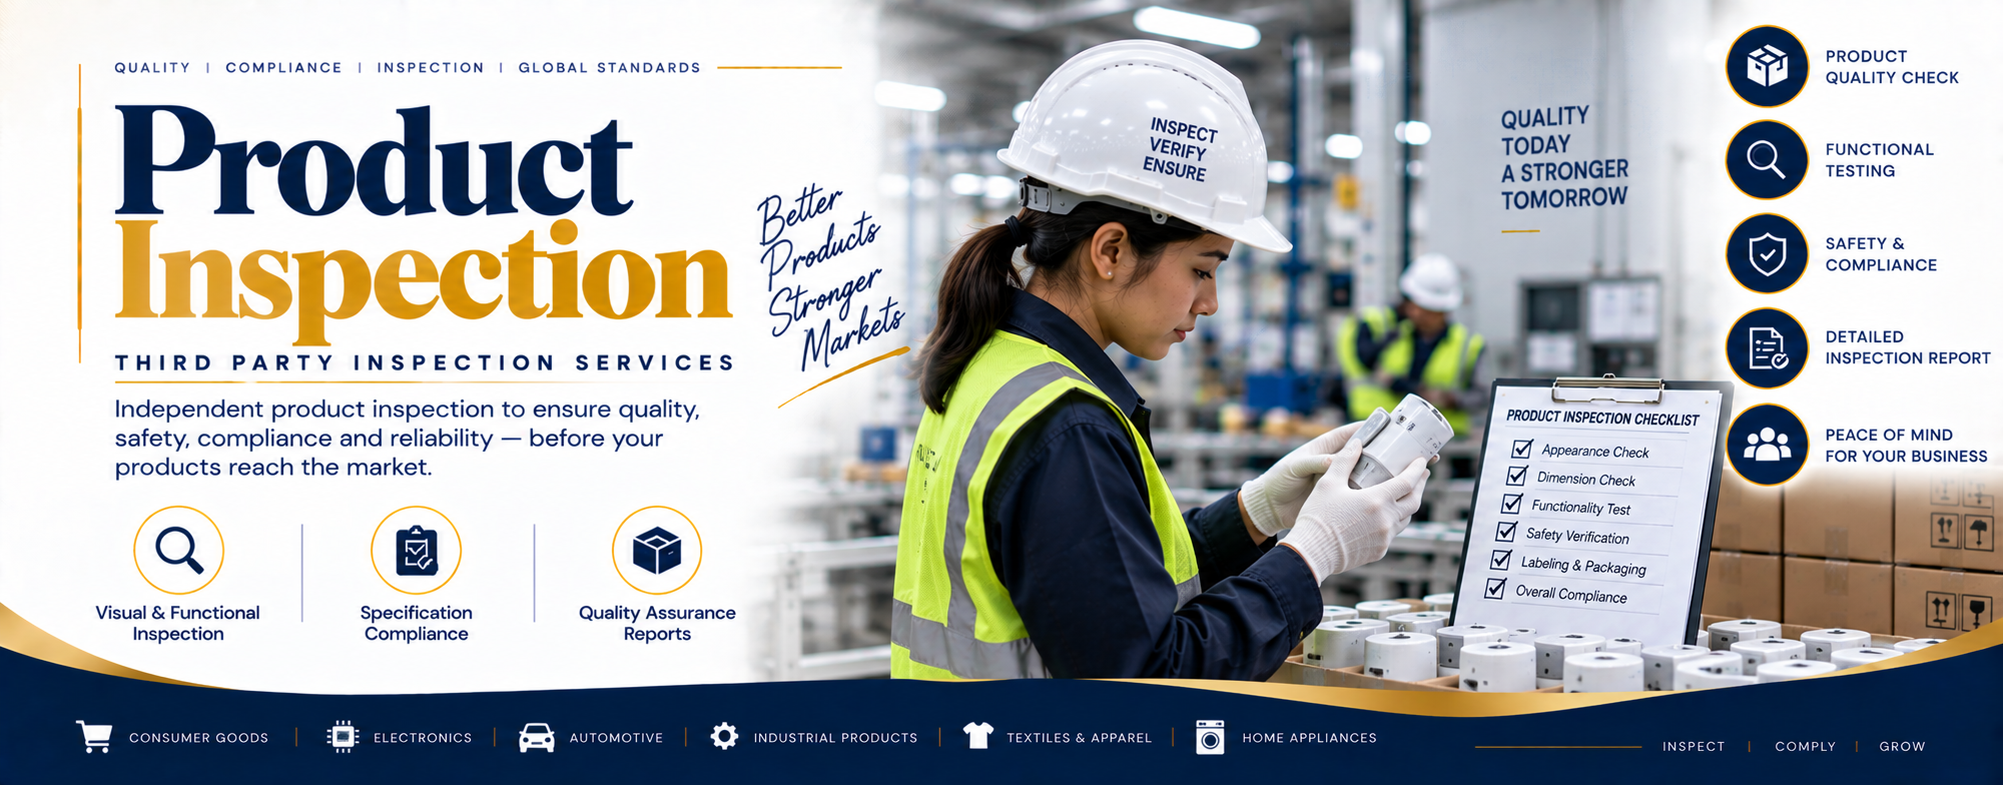 QUALITY | COMPLIANCE | INSPECTION | GLOBAL STANDARDS
Product
Inspection
THIRD PARTY INSPECTION SERVICES
Independent product inspection to ensure quality,
safety, compliance and reliability — before your
products reach the market.
Visual & Functional
Inspection
Specification
Compliance
Quality Assurance
Reports
Better
Products
Stronger
Markets
INSPECT
VERIFY
ENSURE
QUALITY
TODAY
A STRONGER
TOMORROW
PRODUCT INSPECTION CHECKLIST
Appearance Check
Dimension Check
Functionality Test
Safety Verification
Labeling & Packaging
Overall Compliance
PRODUCT
QUALITY CHECK
FUNCTIONAL
TESTING
SAFETY &
COMPLIANCE
DETAILED
INSPECTION REPORT
PEACE OF MIND
FOR YOUR BUSINESS
CONSUMER GOODS | ELECTRONICS | AUTOMOTIVE | INDUSTRIAL PRODUCTS | TEXTILES & APPAREL | HOME APPLIANCES
INSPECT | COMPLY | GROW